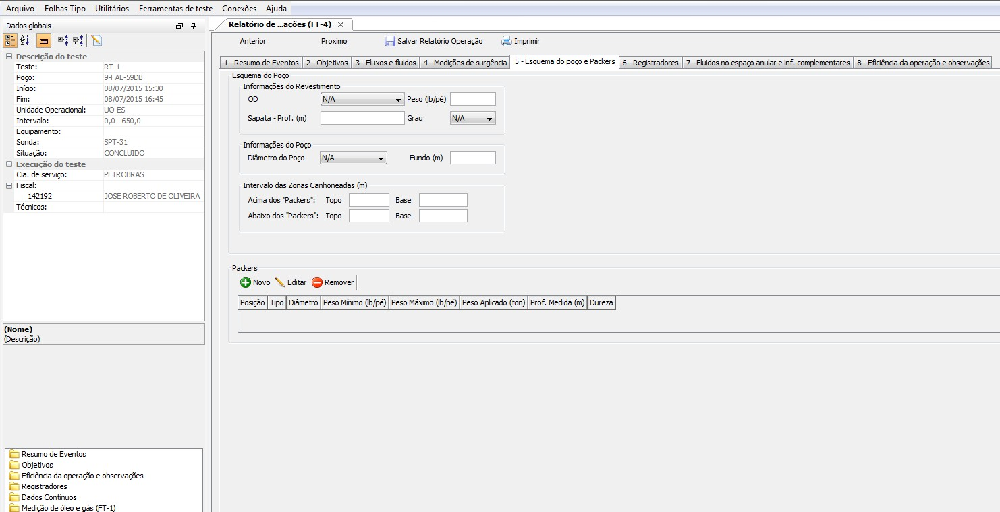 Arquivo Folhas Tipo Utilitários Ferramentas de teste Conexões Ajuda
Dados globais
Descrição do teste
Teste: RT-1
Poço: 9-FAL-59DB
Início: 08/07/2015 15:30
Fim: 08/07/2015 16:45
Unidade Operacional: UO-ES
Intervalo: 0,0 - 650,0
Equipamento:
Sonda: SPT-31
Situação: CONCLUIDO
Execução do teste
Cia. de serviço: PETROBRAS
Fiscal:
142192 JOSE ROBERTO DE OLIVEIRA
Técnicos:
(Nome)
(Descrição)
Resumo de Eventos
Objetivos
Eficiência da operação e observações
Registradores
Dados Contínuos
Medição de óleo e gás (FT-1)
Relatório de ...ações (FT-4)
Anterior Proximo Salvar Relatório Operação Imprimir
1 - Resumo de Eventos 2 - Objetivos 3 - Fluxos e fluidos 4 - Medições de surgência 5 - Esquema do poço e Packers 6 - Registradores 7 - Fluidos no espaço anular e inf. complementares 8 - Eficiência da operação e observações
Esquema do Poço
Informações do Revestimento
OD N/A Peso (lb/pé)
Sapata - Prof. (m) Grau N/A
Informações do Poço
Diâmetro do Poço N/A Fundo (m)
Intervalo das Zonas Canhoneadas (m)
Acima dos "Packers": Topo Base
Abaixo dos "Packers": Topo Base
Packers
Novo Editar Remover
Posição Tipo Diâmetro Peso Mínimo (lb/pé) Peso Máximo (lb/pé) Peso Aplicado (ton) Prof. Medida (m) Dureza